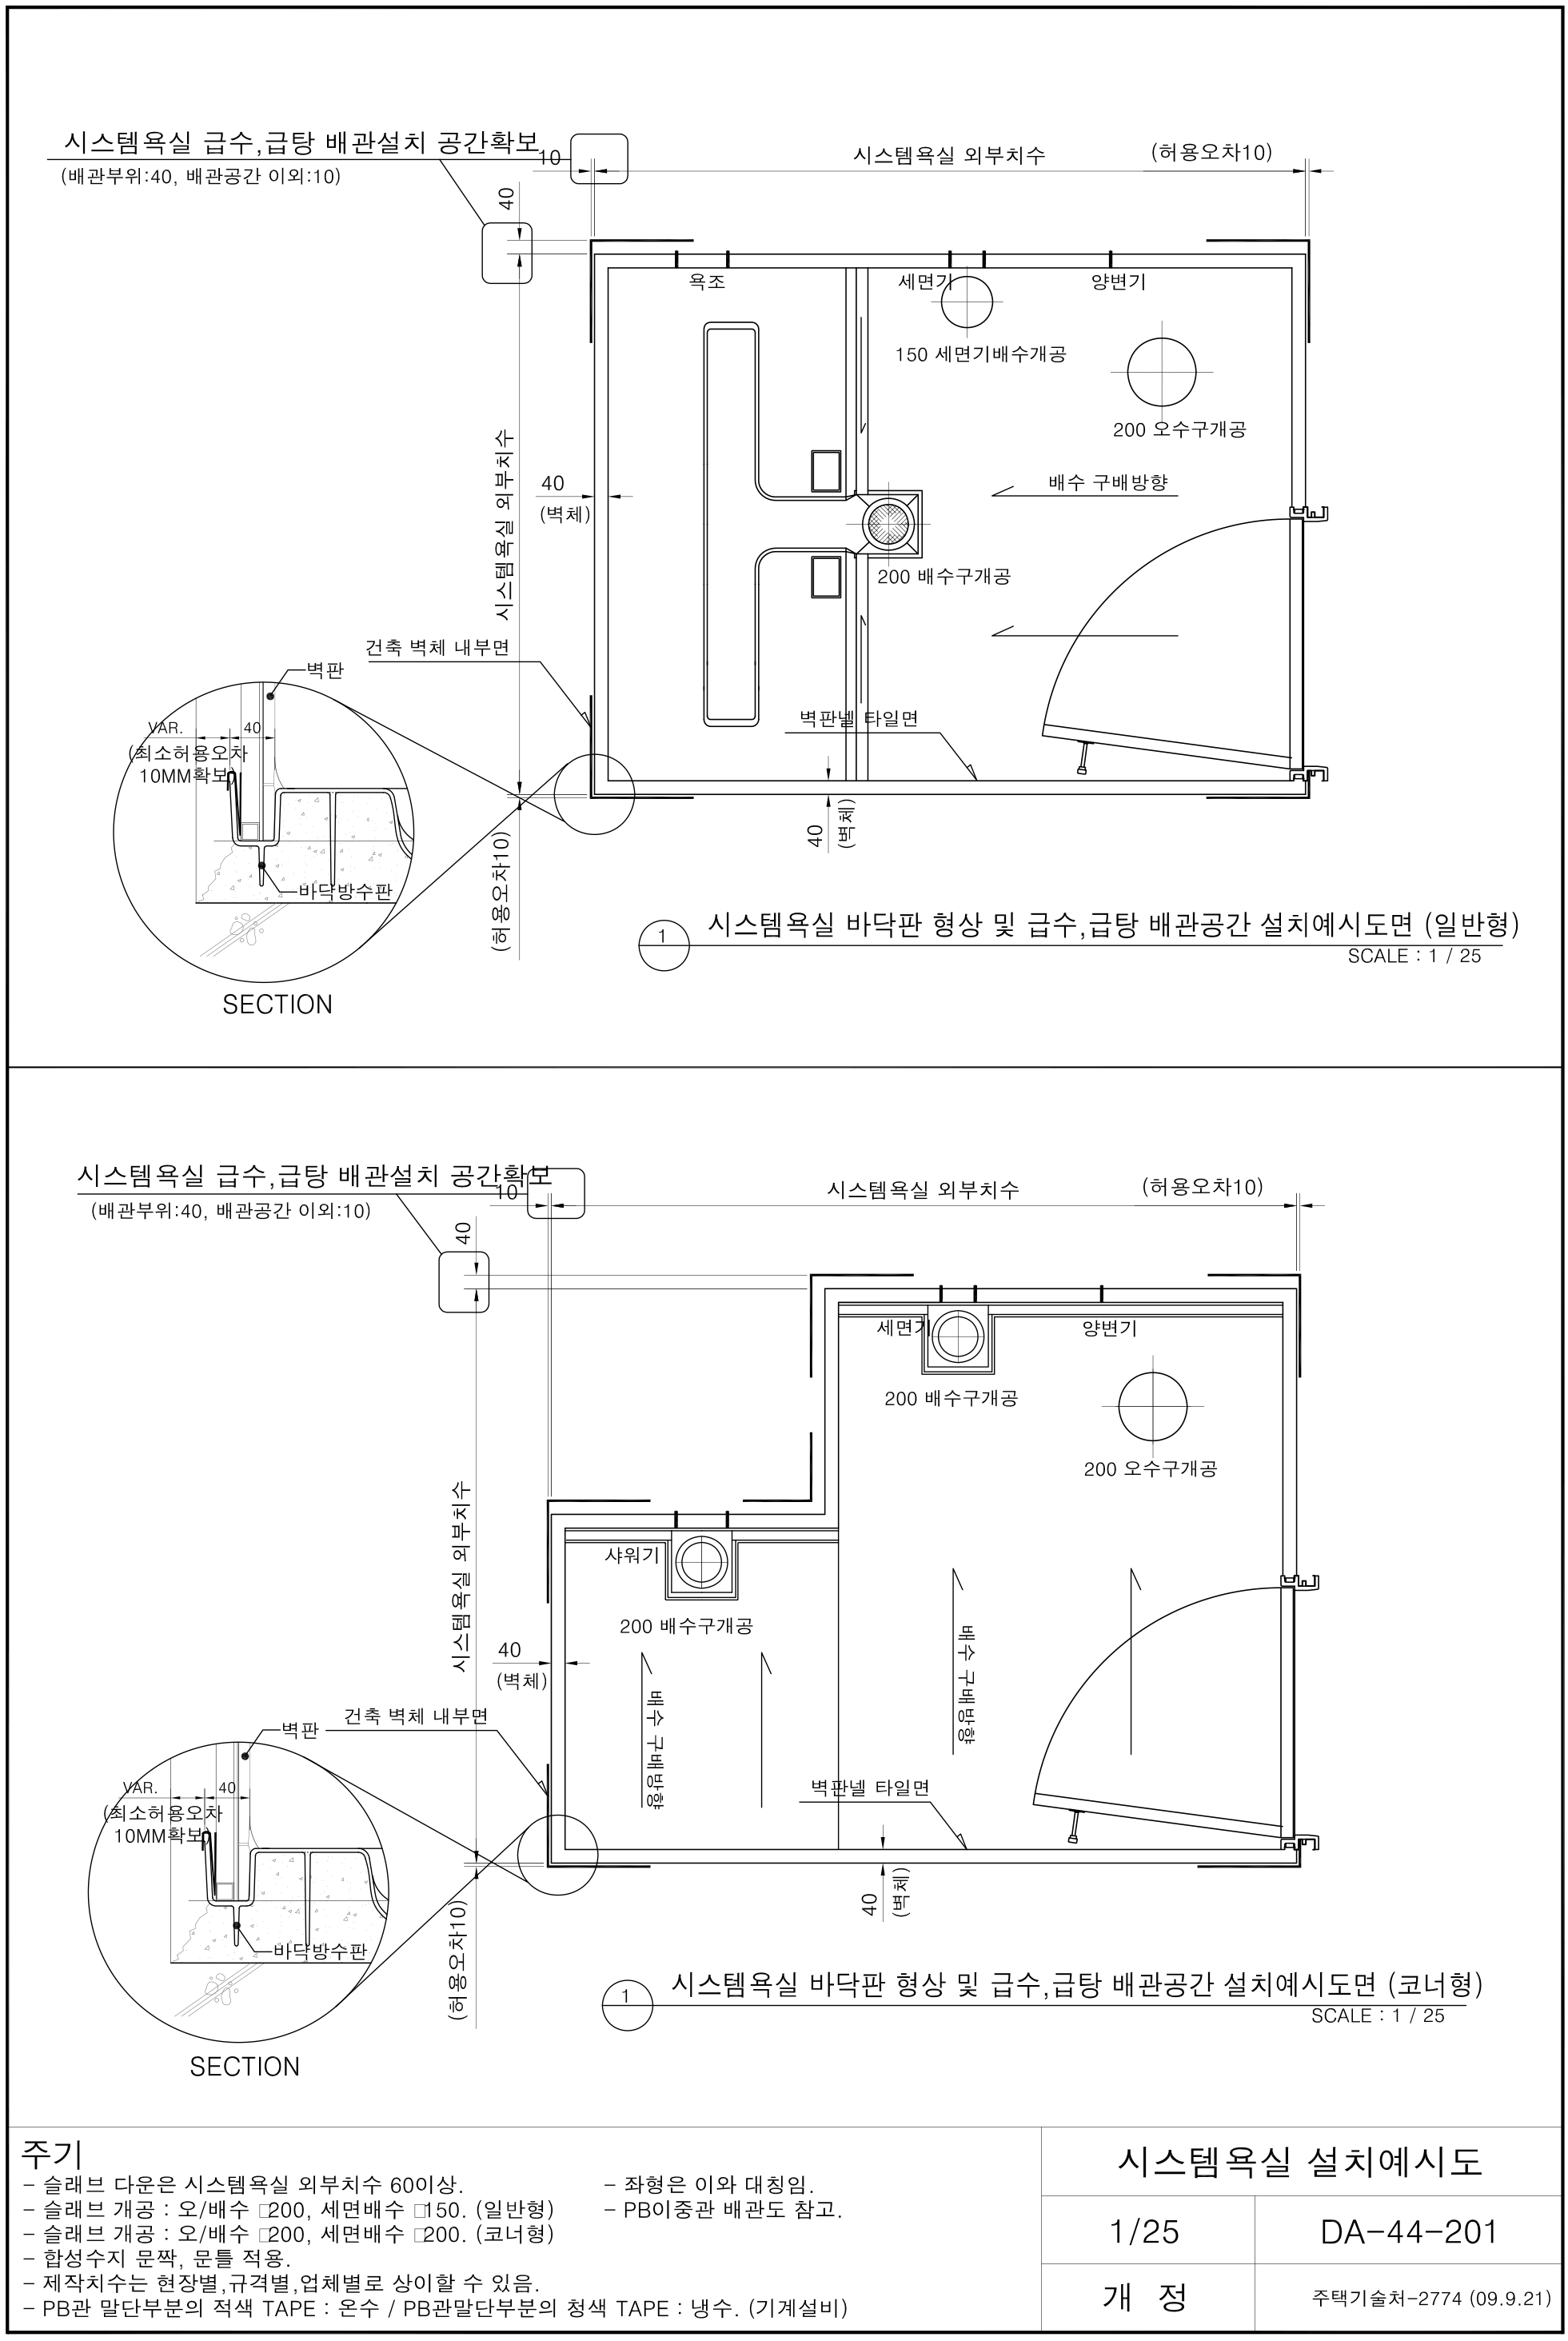 시스템욕실 급수,급탕 배관설치 공간확보
(배관부위:40, 배관공간 이외:10)
10
시스템욕실 외부치수
(허용오차10)
40
욕조
세면기
양변기
150 세면기배수개공
200 오수구개공
시스템욕실 외부치수
40
(벽체)
배수 구배방향
200 배수구개공
건축 벽체 내부면
벽판
VAR.
40
(최소허용오차
10MM확보)
벽판넬 타일면
40
(벽체)
바닥방수판
(허용오차10)
SECTION
1
시스템욕실 바닥판 형상 및 급수,급탕 배관공간 설치예시도면 (일반형)
SCALE : 1 / 25
시스템욕실 급수,급탕 배관설치 공간확보
(배관부위:40, 배관공간 이외:10)
10
시스템욕실 외부치수
(허용오차10)
40
세면기
양변기
200 배수구개공
200 오수구개공
시스템욕실 외부치수
샤워기
200 배수구개공
40
(벽체)
배수 구배방향
배수 구배방향
건축 벽체 내부면
벽판
VAR.
40
(최소허용오차
10MM확보)
벽판넬 타일면
40
(벽체)
바닥방수판
(허용오차10)
SECTION
1
시스템욕실 바닥판 형상 및 급수,급탕 배관공간 설치예시도면 (코너형)
SCALE : 1 / 25
주기
- 슬래브 다운은 시스템욕실 외부치수 60이상.
- 슬래브 개공 : 오/배수 □200, 세면배수 □150. (일반형)
- 슬래브 개공 : 오/배수 □200, 세면배수 □200. (코너형)
- 합성수지 문짝, 문틀 적용.
- 제작치수는 현장별,규격별,업체별로 상이할 수 있음.
- PB관 말단부분의 적색 TAPE : 온수 / PB관말단부분의 청색 TAPE : 냉수. (기계설비)
- 좌형은 이와 대칭임.
- PB이중관 배관도 참고.
시스템욕실 설치예시도
1/25
DA-44-201
개 정
주택기술처-2774 (09.9.21)